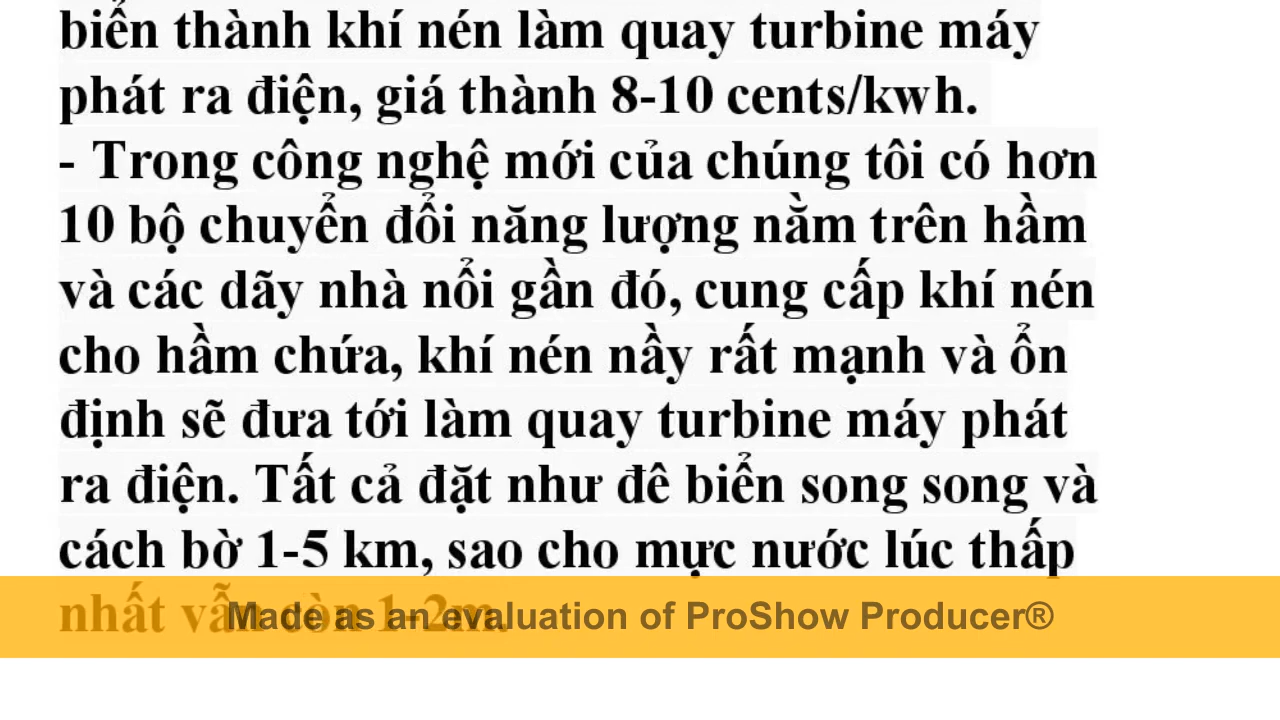 biển thành khí nén làm quay turbine máy
phát ra điện, giá thành 8-10 cents/kwh.
- Trong công nghệ mới của chúng tôi có hơn
10 bộ chuyển đổi năng lượng nằm trên hầm
và các dãy nhà nổi gần đó, cung cấp khí nén
cho hầm chứa, khí nén nầy rất mạnh và ổn
định sẽ đưa tới làm quay turbine máy phát
ra điện. Tất cả đặt như đê biển song song và
cách bờ 1-5 km, sao cho mực nước lúc thấp
nhất vẫn còn 1-2m.
Made as an evaluation of ProShow Producer®